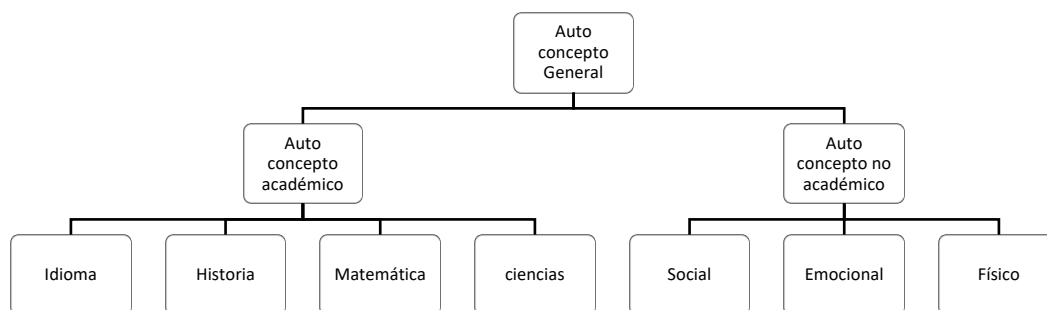 Auto
concepto
General
Auto
concepto
académico
Auto
concepto no
académico
Idioma
Historia
Matemática
ciencias
Social
Emocional
Físico